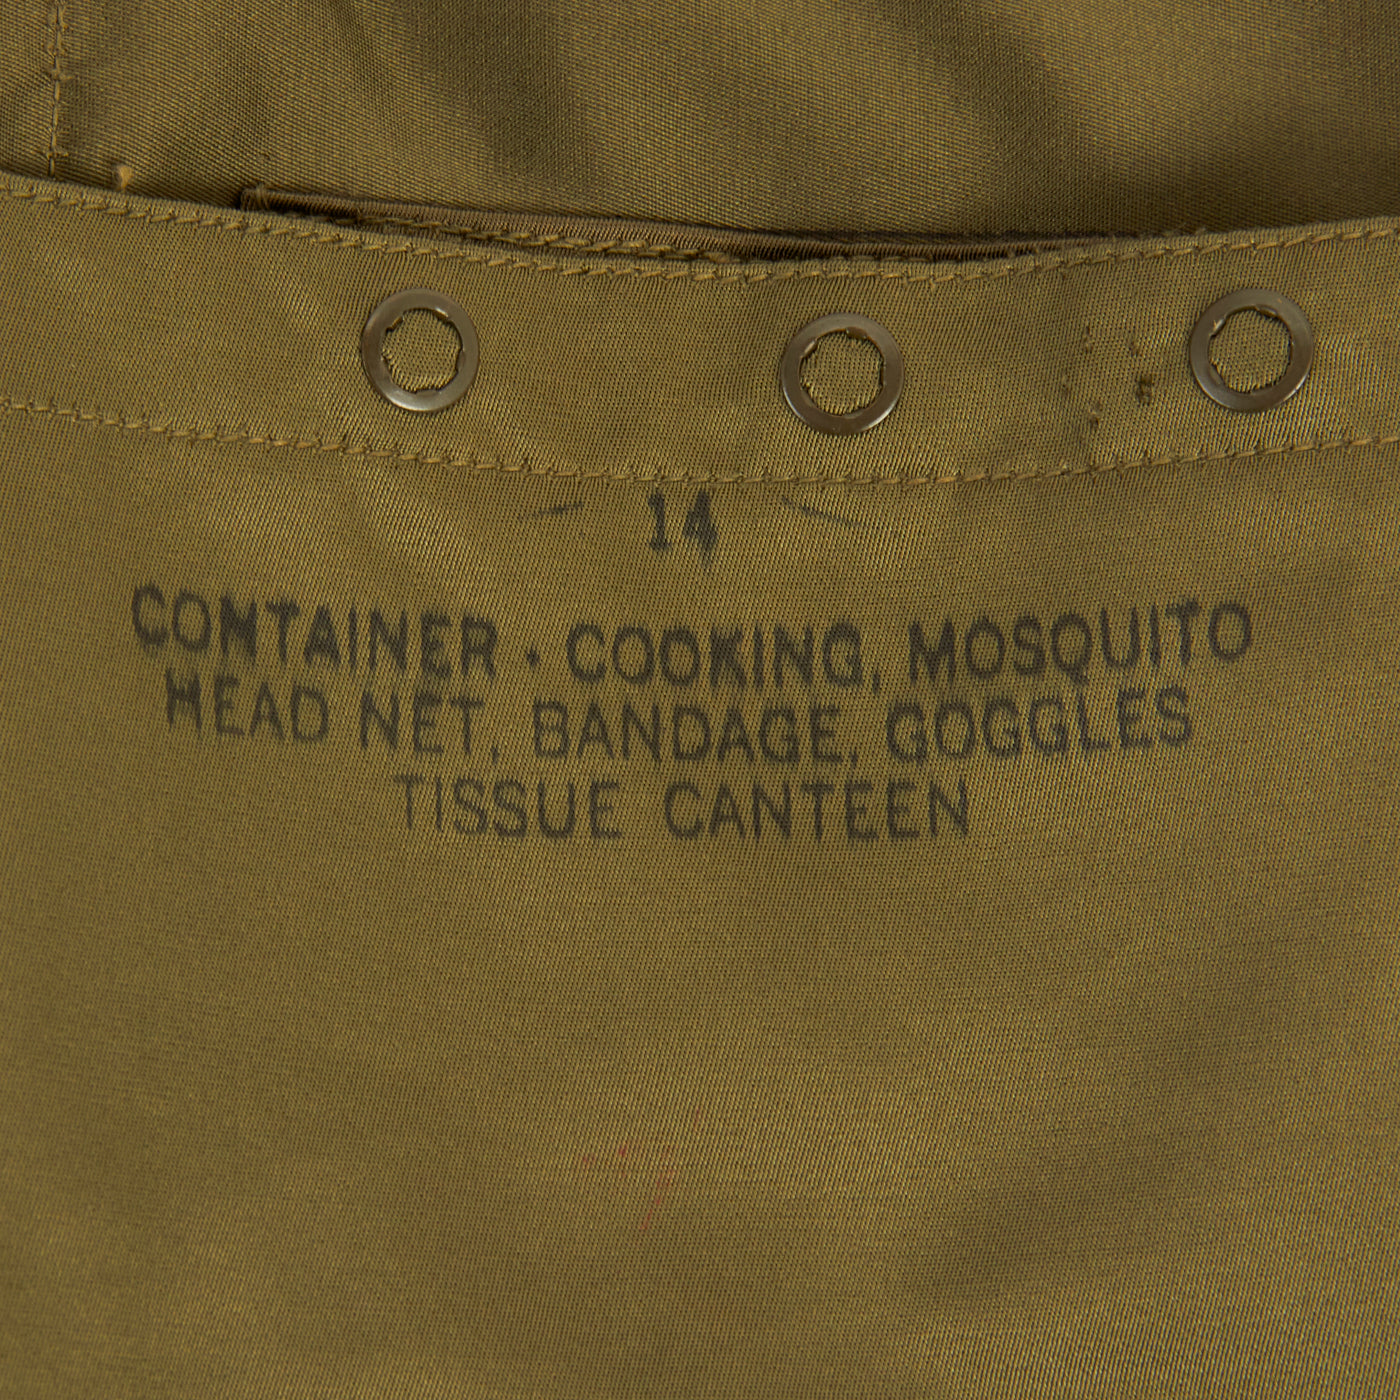 14
CONTAINER · COOKING, MOSQUITO
HEAD NET, BANDAGE, GOGGLES
TISSUE CANTEEN